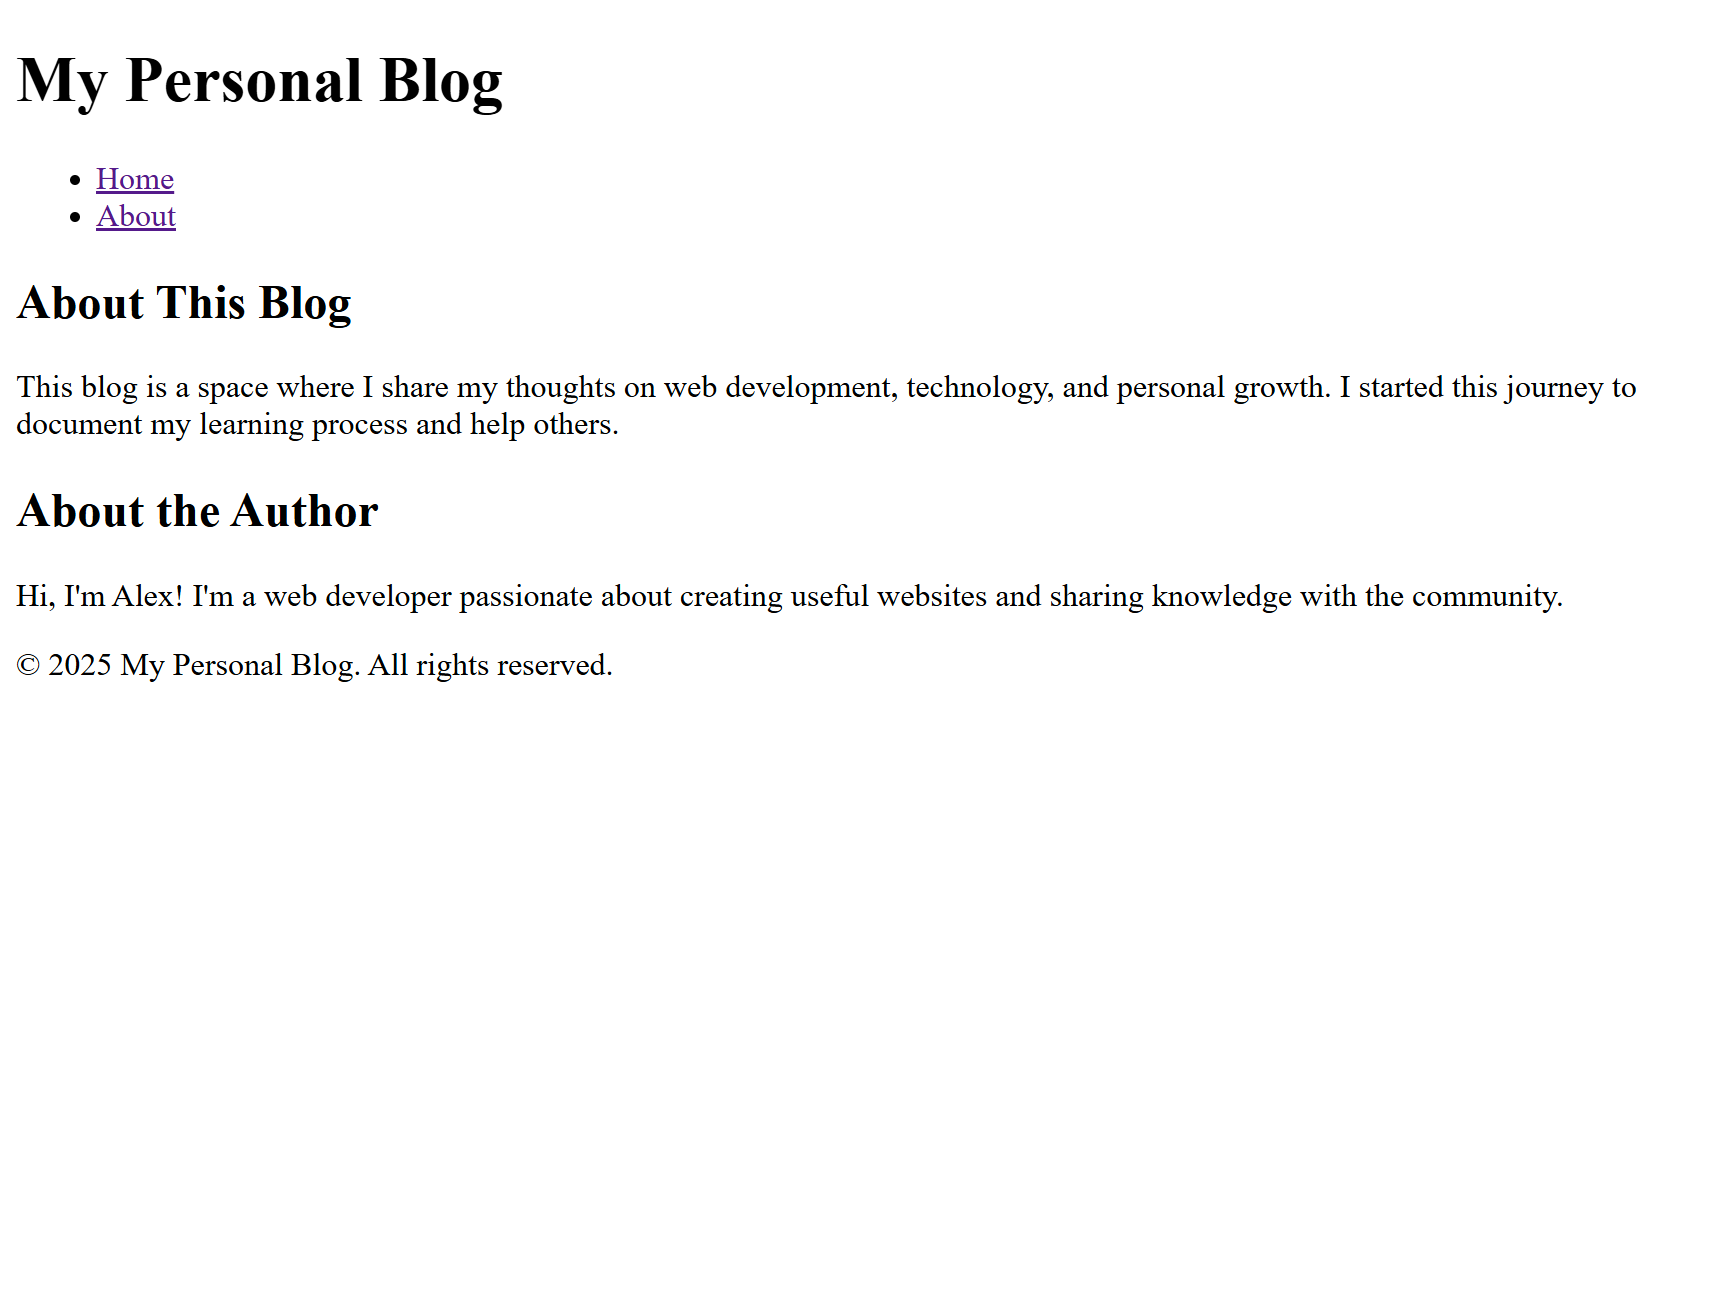 My Personal Blog
Home
About
About This Blog
This blog is a space where I share my thoughts on web development, technology, and personal growth. I started this journey to
document my learning process and help others.
About the Author
Hi, I'm Alex! I'm a web developer passionate about creating useful websites and sharing knowledge with the community.
© 2025 My Personal Blog. All rights reserved.